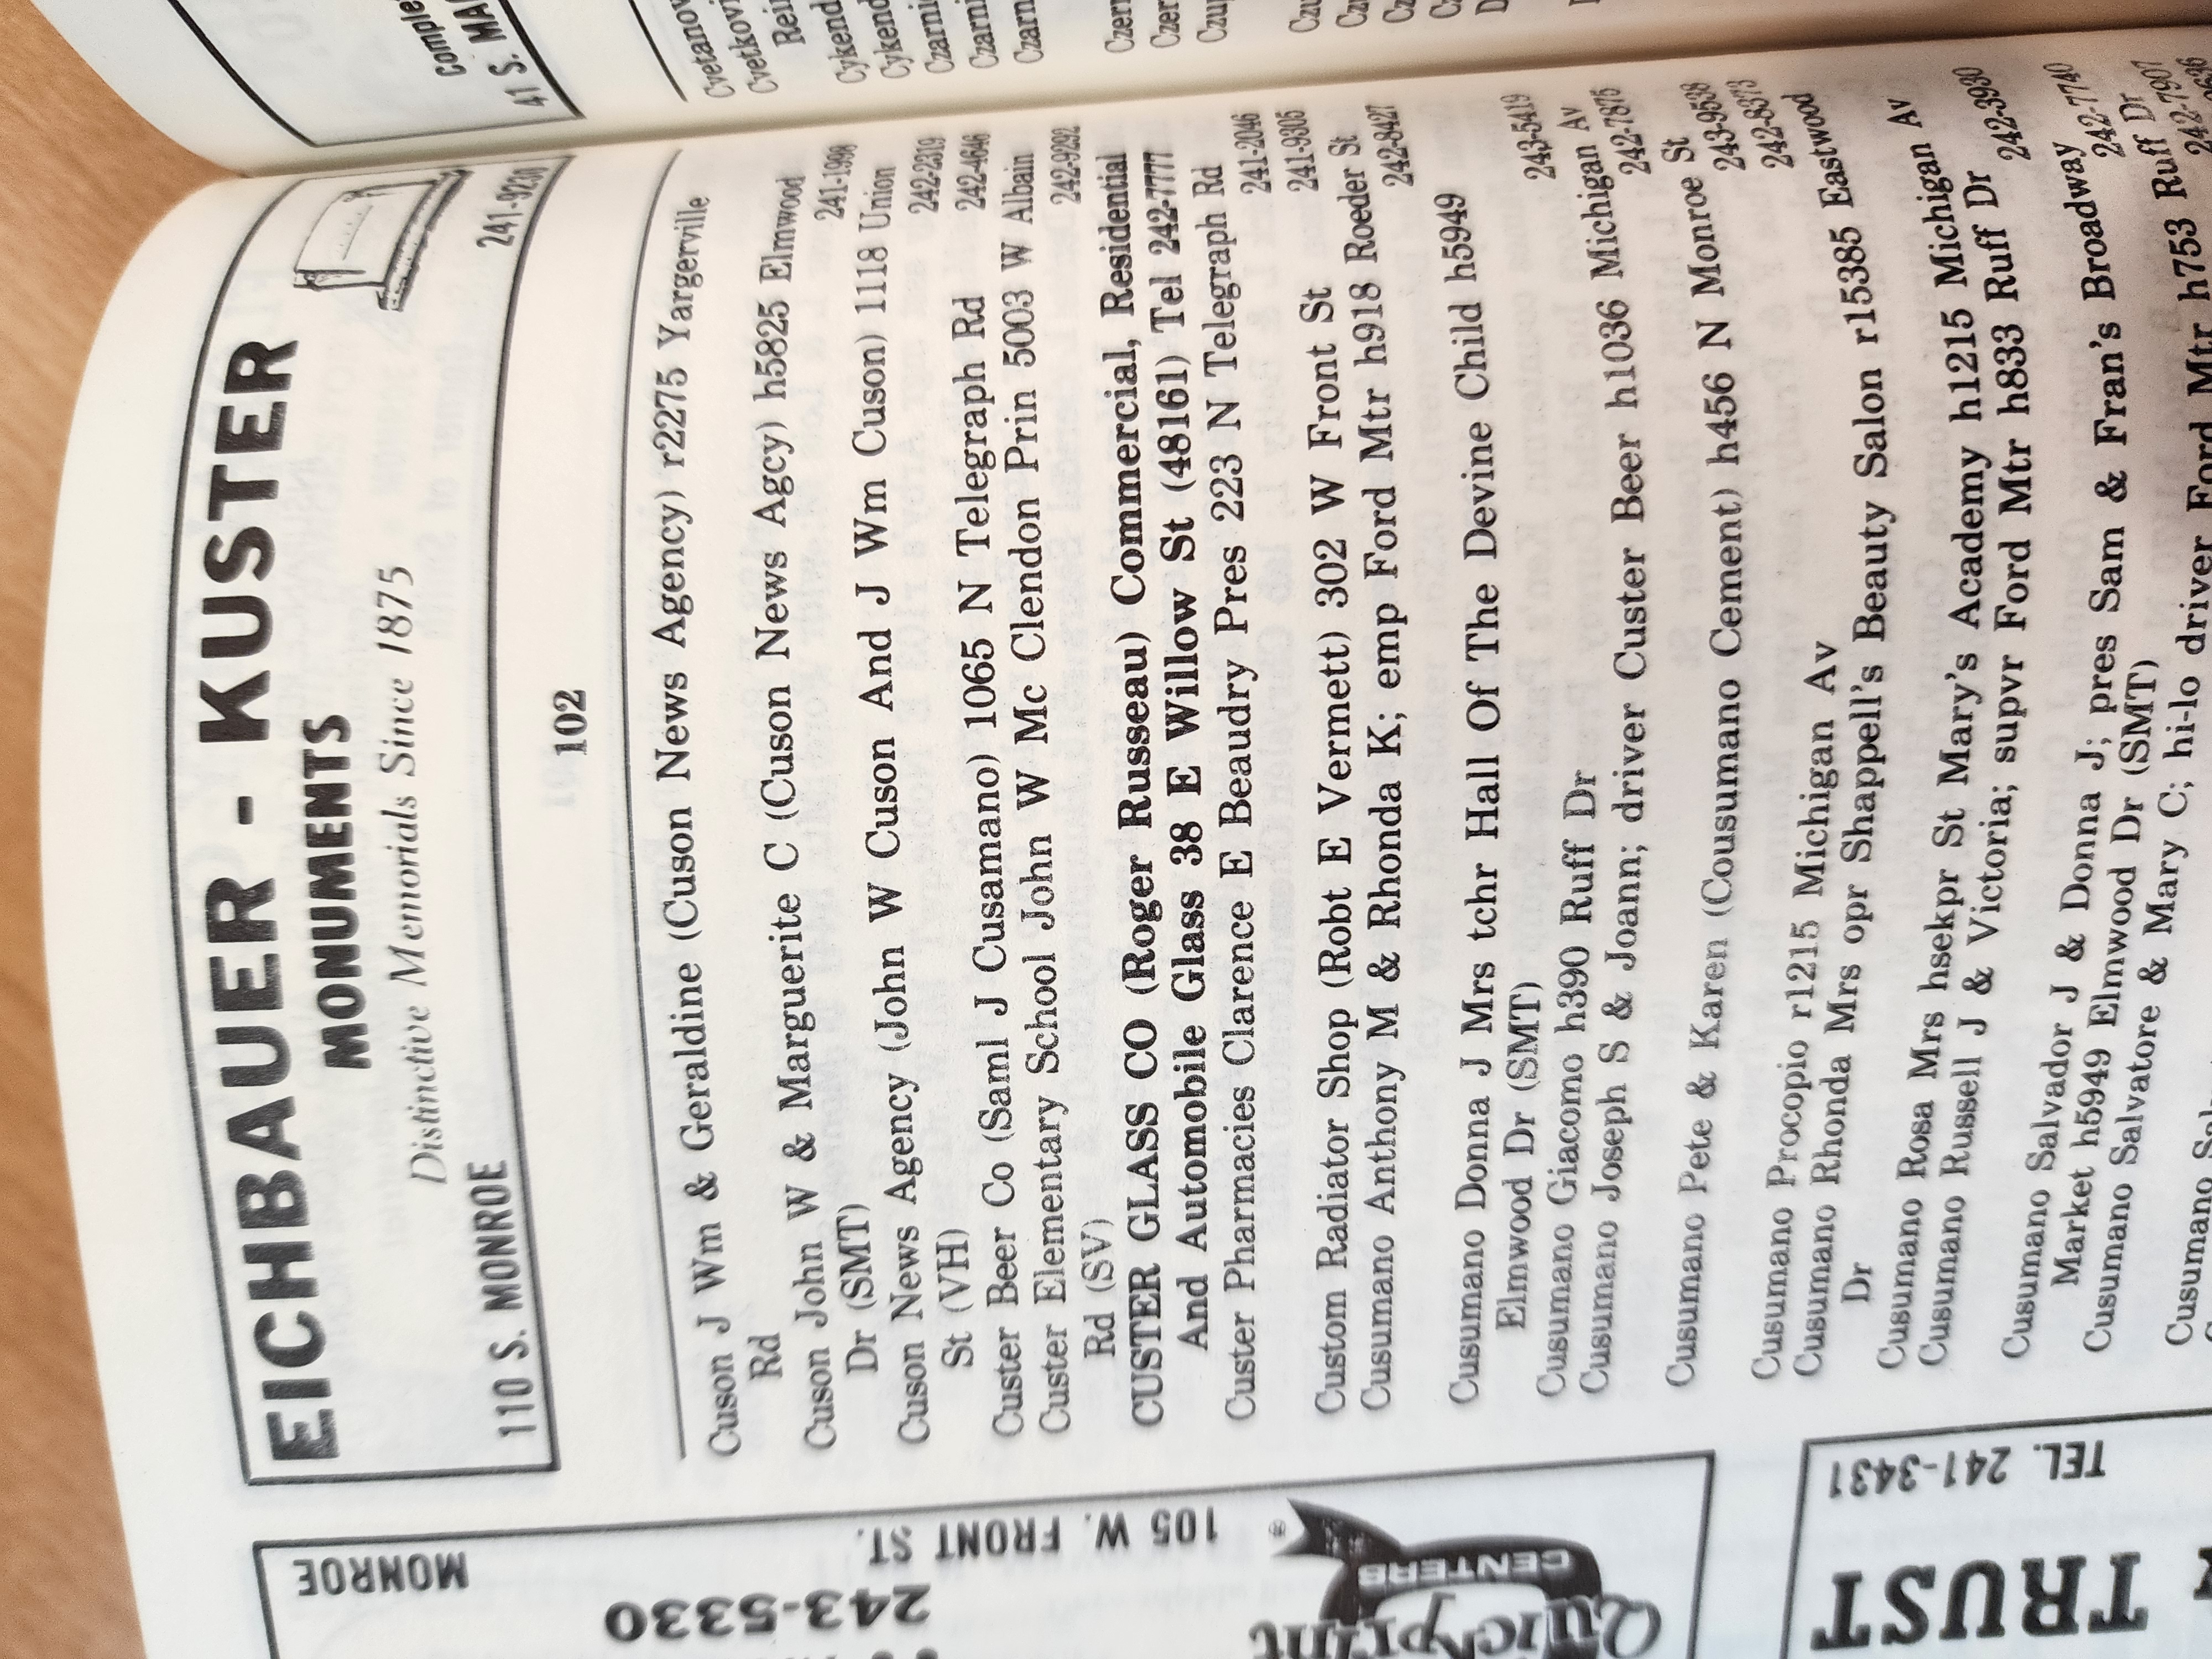 EICHBAUER - KUSTER
MONUMENTS
Distinctive Memorials Since 1875
110 S. MONROE 241-9230
102
Cuson J Wm & Geraldine (Cuson News Agency) r2275 Yargerville
Rd
Cuson John W & Marguerite C (Cuson News Agcy) h5825 Elmwood
Dr (SMT) 241-1998
Cuson News Agency (John W Cuson And J Wm Cuson) 1118 Union
St (VH) 242-2319
Custer Beer Co (Saml J Cusamano) 1065 N Telegraph Rd 242-4646
Custer Elementary School John W Mc Clendon Prin 5003 W Albain
Rd (SV) 242-9292
CUSTER GLASS CO (Roger Russeau) Commercial, Residential
And Automobile Glass 38 E Willow St (48161) Tel 242-7777
Custer Pharmacies Clarence E Beaudry Pres 223 N Telegraph Rd
241-2046
Custom Radiator Shop (Robt E Vermett) 302 W Front St 241-9305
Cusumano Anthony M & Rhonda K; emp Ford Mtr h918 Roeder St
242-8427
Cusumano Donna J Mrs tchr Hall Of The Devine Child h5949
Elmwood Dr (SMT) 243-5419
Cusumano Giacomo h390 Ruff Dr
Cusumano Joseph S & Joann; driver Custer Beer h1036 Michigan Av
242-7875
Cusumano Pete & Karen (Cousumano Cement) h456 N Monroe St
243-9538
Cusumano Procopio r1215 Michigan Av 242-8373
Cusumano Rhonda Mrs opr Shappell's Beauty Salon r15385 Eastwood
Dr
Cusumano Rosa Mrs hsekpr St Mary's Academy h1215 Michigan Av
Cusumano Russell J & Victoria; supvr Ford Mtr h833 Ruff Dr
242-3930
Cusumano Salvador J & Donna J; pres Sam & Fran's Broadway
Market h5949 Elmwood Dr (SMT) 242-7740
Cusumano Salvatore & Mary C; hi-lo driver Ford Mtr h753 Ruff Dr
242-7907
Cusumano
41 S.
Cykend
Cykend
MONROE
105 W. FRONT ST.
243-5330
Quick Print
CENTERS
®
TEL. 241-3431
TRUST